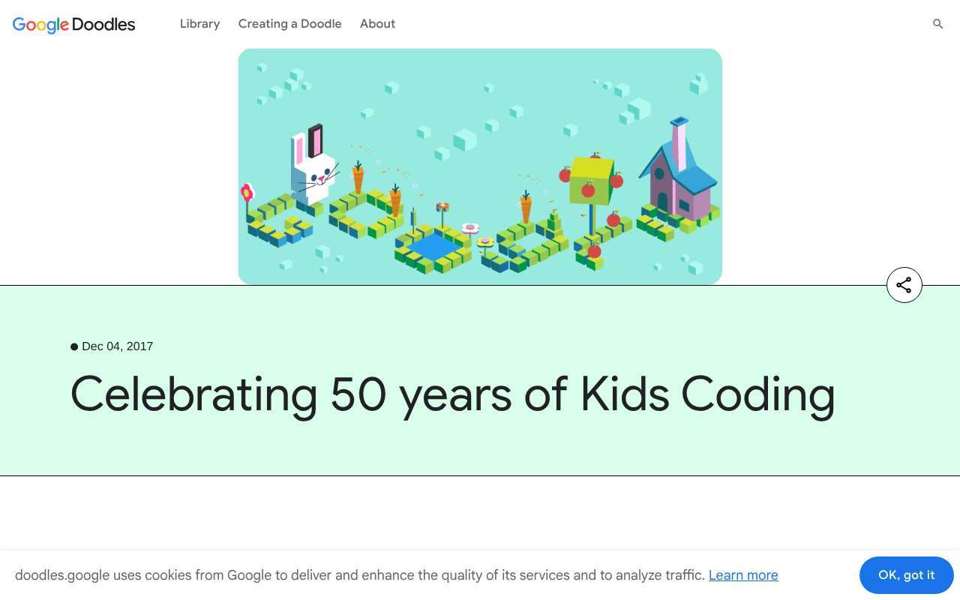 Google Doodles Library Creating a Doodle About
Dec 04, 2017
Celebrating 50 years of Kids Coding
doodles.google uses cookies from Google to deliver and enhance the quality of its services and to analyze traffic. Learn more OK, got it